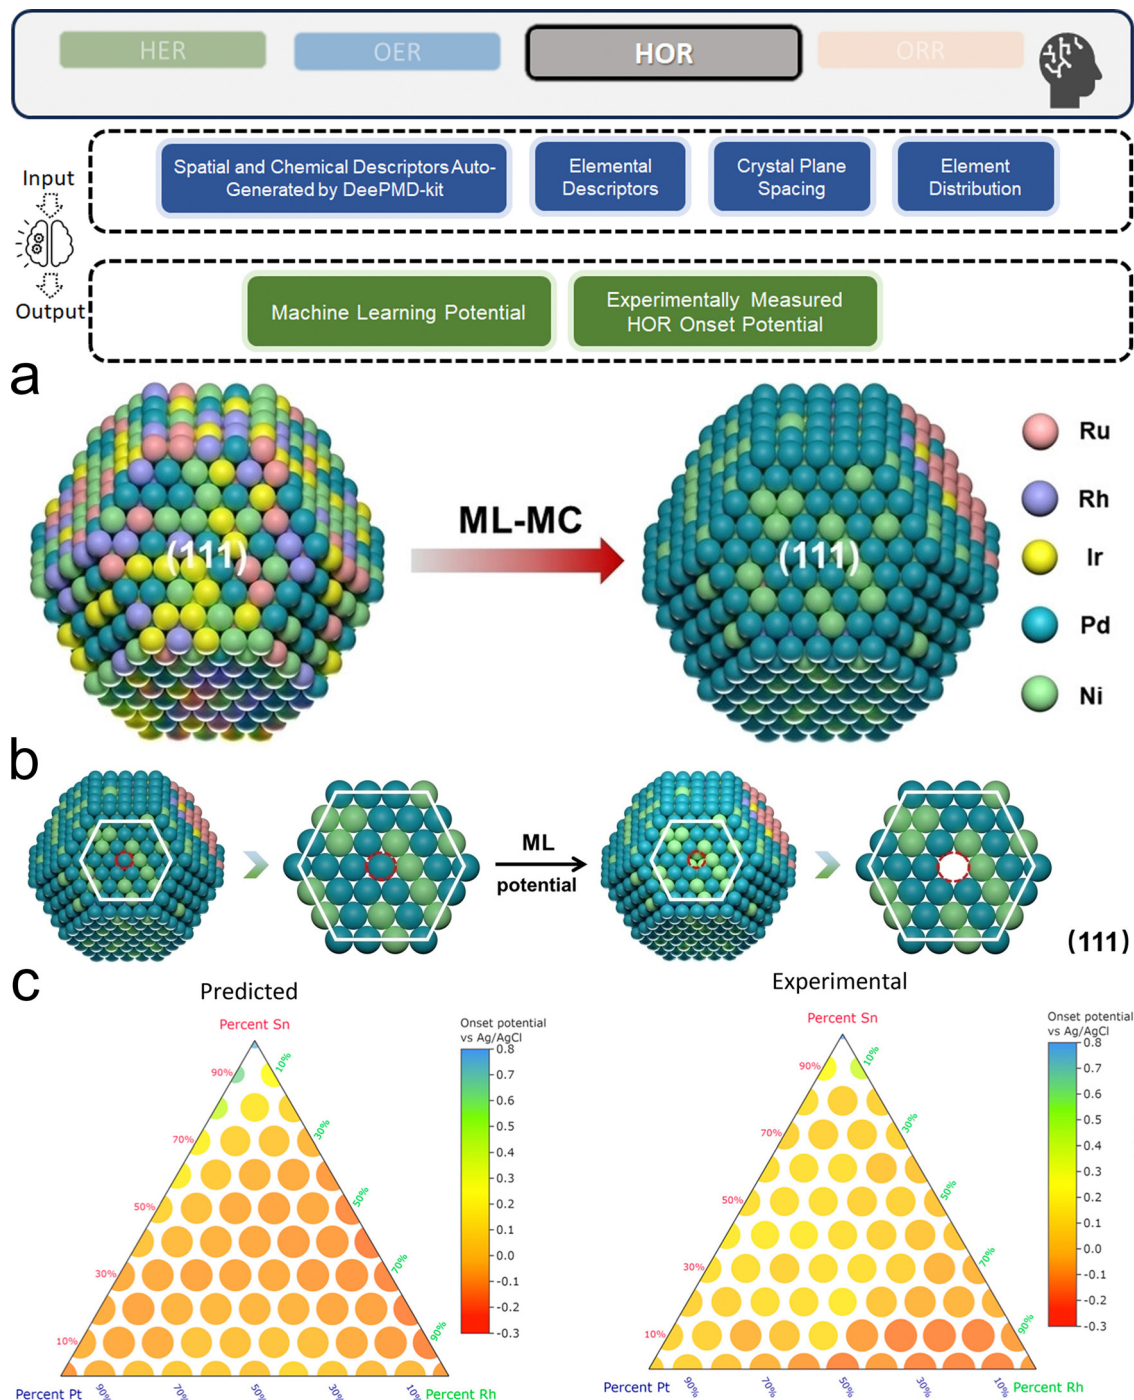 HER
OER
HOR
ORR
Input
Output
Spatial and Chemical Descriptors Auto-
Generated by DeePMD-kit
Elemental
Descriptors
Crystal Plane
Spacing
Element
Distribution
Machine Learning Potential
Experimentally Measured
HOR Onset Potential
a
(111)
ML-MC
(111)
Ru
Rh
Ir
Pd
Ni
b
ML
potential
(111)
c
Predicted
Percent Sn
90%
70%
50%
30%
10%
10%
30%
50%
70%
90%
Percent Pt
90%
70%
50%
30%
10%
Percent Rh
Onset potential
vs Ag/AgCl
0.8
0.7
0.6
0.5
0.4
0.3
0.2
0.1
0.0
-0.1
-0.2
-0.3
Experimental
Percent Sn
90%
70%
50%
30%
10%
10%
30%
50%
70%
90%
Percent Pt
90%
70%
50%
30%
10%
Percent Rh
Onset potential
vs Ag/AgCl
0.8
0.7
0.6
0.5
0.4
0.3
0.2
0.1
0.0
-0.1
-0.2
-0.3